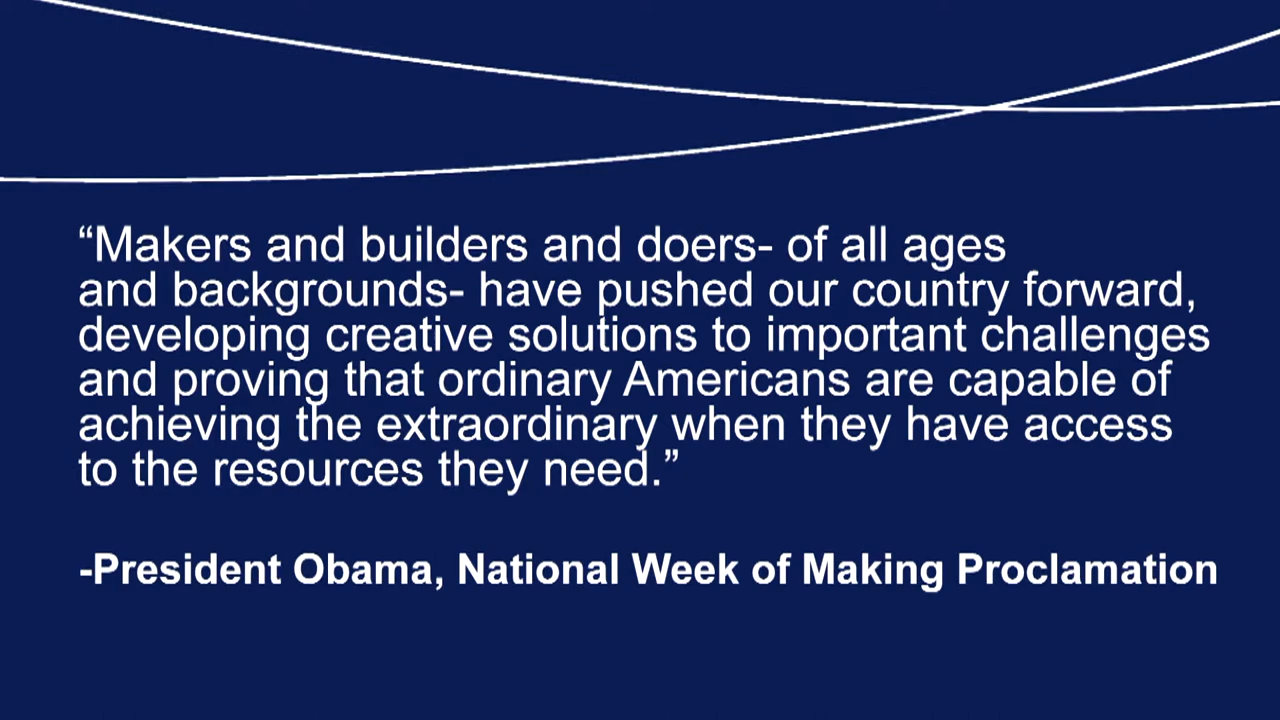 “Makers and builders and doers- of all ages
and backgrounds- have pushed our country forward,
developing creative solutions to important challenges
and proving that ordinary Americans are capable of
achieving the extraordinary when they have access
to the resources they need.”
-President Obama, National Week of Making Proclamation